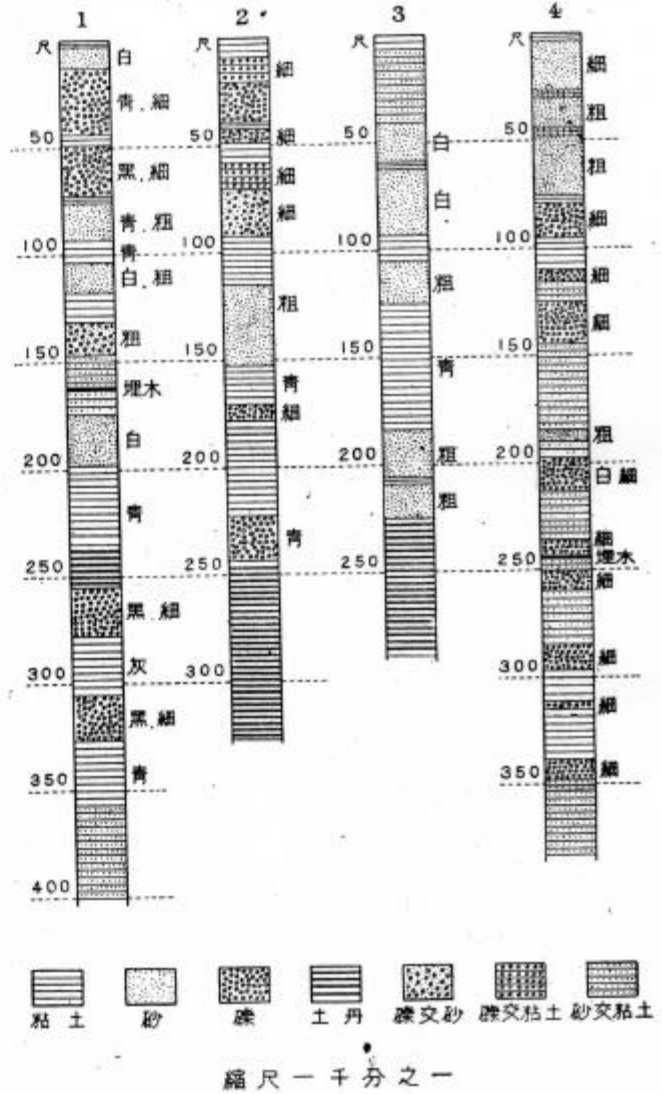 1
尺
白
青.細
50
黑.細
青.粗
100
青
白.粗
粗
150
埋木
白
200
青
250
黑.細
300
灰
黑.細
350
青
400
2
尺
細
50
細
細
細
100
粗
150
青
細
200
青
250
300
3
尺
50
白
白
100
粗
150
青
200
粗
粗
250
4
尺
細
粗
50
粗
細
100
細
細
150
粗
200
白細
細
埋木
250
細
細
300
細
細
350
粘土
砂
礫
土丹
礫交砂
礫交粘土
砂交粘土
縮尺一千分之一